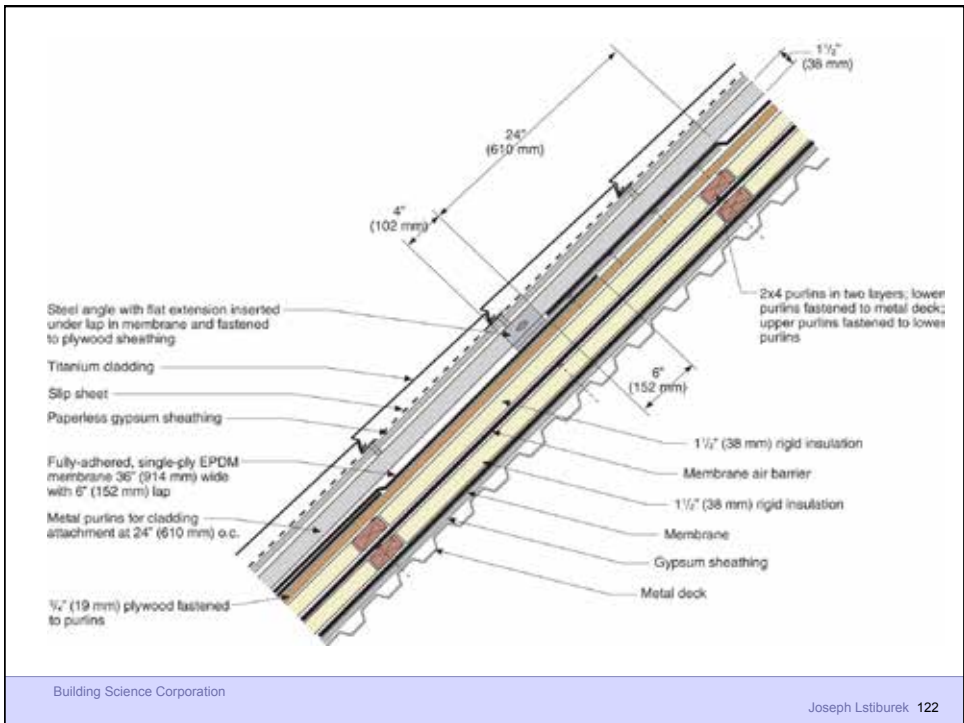 1½"
(38 mm)
24"
(610 mm)
4"
(102 mm)
Steel angle with flat extension inserted
under lap in membrane and fastened
to plywood sheathing
Titanium cladding
Slip sheet
Paperless gypsum sheathing
Fully-adhered, single-ply EPDM
membrane 36" (914 mm) wide
with 6" (152 mm) lap
Metal purlins for cladding
attachment at 24" (610 mm) o.c.
¾" (19 mm) plywood fastened
to purlins
2x4 purlins in two layers; lower
purlins fastened to metal deck;
upper purlins fastened to lower
purlins
6"
(152 mm)
1½" (38 mm) rigid insulation
Membrane air barrier
1½" (38 mm) rigid insulation
Membrane
Gypsum sheathing
Metal deck
Building Science Corporation
Joseph Lstiburek 122